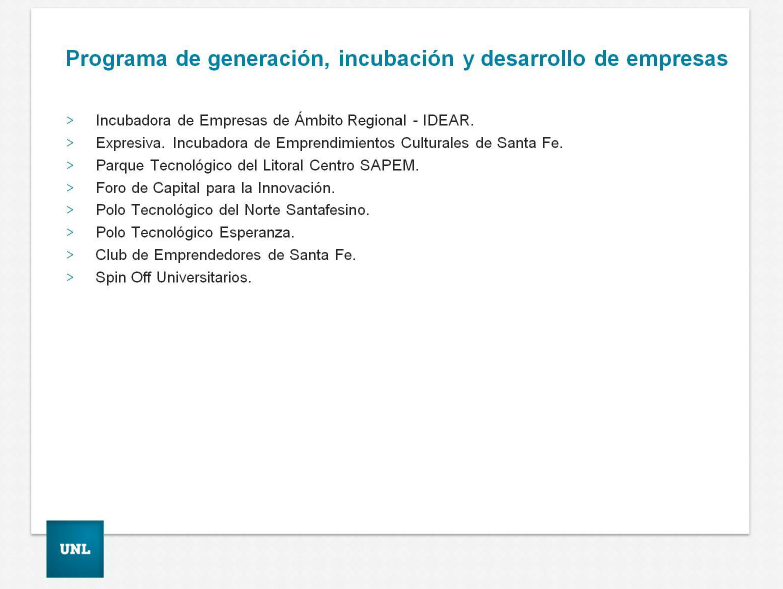 Programa de generación, incubación y desarrollo de empresas
> Incubadora de Empresas de Ámbito Regional - IDEAR.
> Expresiva. Incubadora de Emprendimientos Culturales de Santa Fe.
> Parque Tecnológico del Litoral Centro SAPEM.
> Foro de Capital para la Innovación.
> Polo Tecnológico del Norte Santafesino.
> Polo Tecnológico Esperanza.
> Club de Emprendedores de Santa Fe.
> Spin Off Universitarios.
UNL